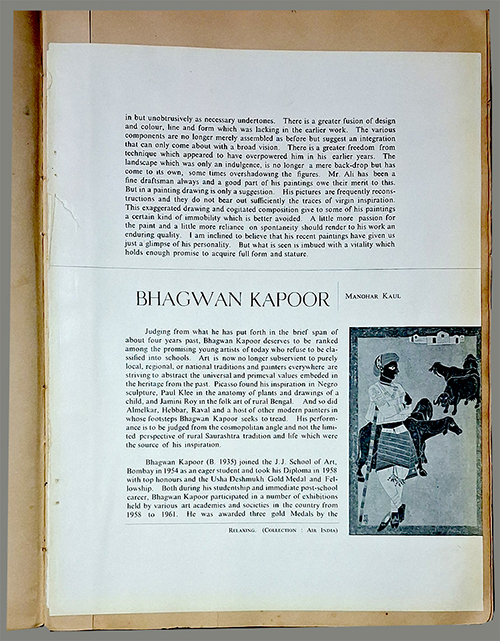 in but unobtrusively as necessary undertones. There is a greater fusion of design
and colour, line and form which was lacking in the earlier work. The various
components are no longer merely assembled as before but suggest an integration
that can only come about with a broad vision. There is a greater freedom from
technique which appeared to have overpowered him in his earlier years. The
landscape which was only an indulgence, is no longer a mere back-drop but has
come to its own, some times overshadowing the figures. Mr. Ali has been a
fine draftsman always and a good part of his paintings owe their merit to this.
But in a painting drawing is only a suggestion. His pictures are frequently recons-
tructions and they do not bear out sufficiently the traces of virgin inspiration.
This exaggerated drawing and cogitated composition give to some of his paintings
a certain kind of immobility which is better avoided. A little more passion for
the paint and a little more reliance on spontaneity should render to his work an
enduring quality. I am inclined to believe that his recent paintings have given us
just a glimpse of his personality. But what is seen is imbued with a vitality which
holds enough promise to acquire full form and stature.
BHAGWAN KAPOOR
Manohar Kaul
Judging from what he has put forth in the brief span of
about four years past, Bhagwan Kapoor deserves to be ranked
among the promising young artists of today who refuse to be cla-
ssified into schools. Art is now no longer subservient to purely
local, regional, or national traditions and painters everywhere are
striving to abstract the universal and primeval values embeded in
the heritage from the past. Picasso found his inspiration in Negro
sculpture, Paul Klee in the anatomy of plants and drawings of a
child, and Jamini Roy in the folk art of rural Bengal. And so did
Almelkar, Hebbar, Raval and a host of other modern painters in
whose footsteps Bhagwan Kapoor seeks to tread. His perform-
ance is to be judged from the cosmopolitan angle and not the limi-
ted perspective of rural Saurashtra tradition and life which were
the source of his inspiration.
Bhagwan Kapoor (B. 1935) joined the J.J. School of Art,
Bombay in 1954 as an eager student and took his Diploma in 1958
with top honours and the Usha Deshmukh Gold Medal and Fel-
lowship. Both during his studentship and immediate post-school
career, Bhagwan Kapoor participated in a number of exhibitions
held by various art academies and societies in the country from
1958 to 1961. He was awarded three gold Medals by the
Relaxing. (Collection : Air India)